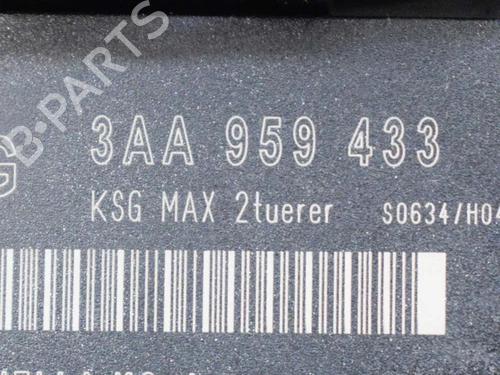 3AA 959 433
KSG MAX 2tuerer S0634/H04
B-PARTS